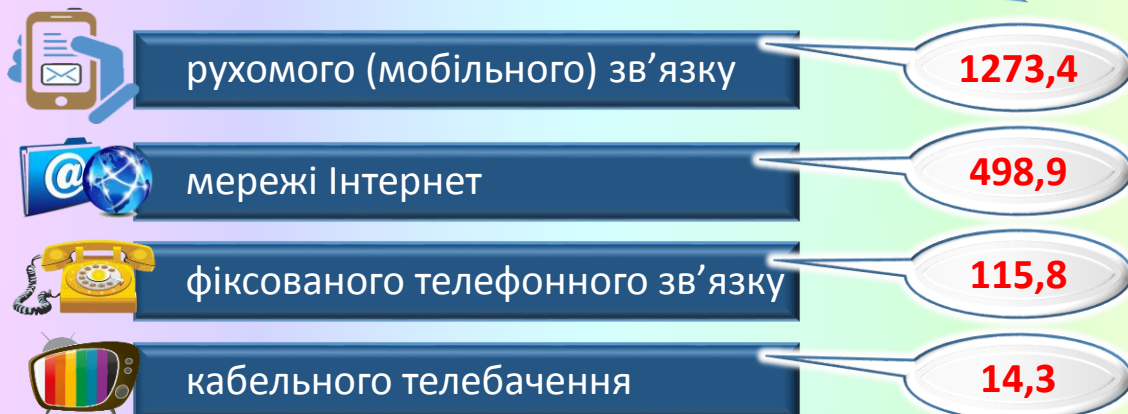 рухомого (мобільного) зв’язку 1273,4
мережі Інтернет 498,9
фіксованого телефонного зв’язку 115,8
кабельного телебачення 14,3